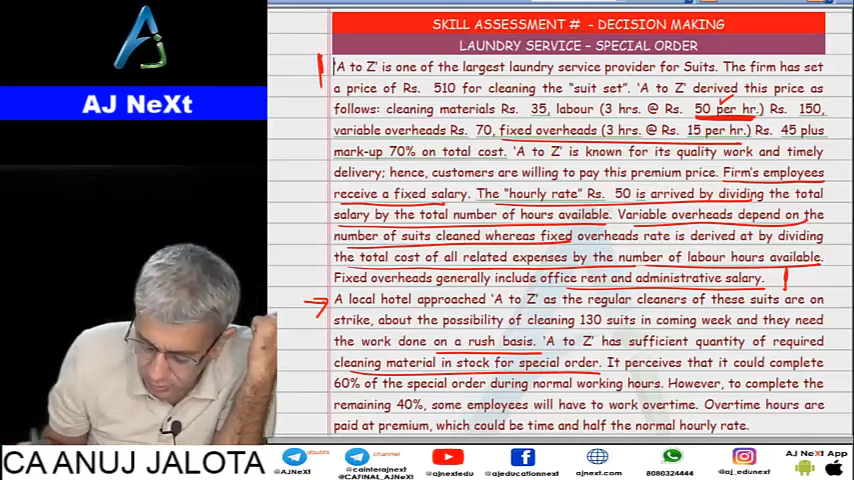 SKILL ASSESSMENT # - DECISION MAKING
LAUNDRY SERVICE – SPECIAL ORDER
'A to Z' is one of the largest laundry service provider for Suits. The firm has set
a price of Rs. 510 for cleaning the "suit set". 'A to Z' derived this price as
follows: cleaning materials Rs. 35, labour (3 hrs. @ Rs. 50 per hr.) Rs. 150,
variable overheads Rs. 70, fixed overheads (3 hrs. @ Rs. 15 per hr.) Rs. 45 plus
mark-up 70% on total cost. 'A to Z' is known for its quality work and timely
delivery; hence, customers are willing to pay this premium price. Firm's employees
receive a fixed salary. The "hourly rate" Rs. 50 is arrived by dividing the total
salary by the total number of hours available. Variable overheads depend on the
number of suits cleaned whereas fixed overheads rate is derived at by dividing
the total cost of all related expenses by the number of labour hours available.
Fixed overheads generally include office rent and administrative salary.
A local hotel approached 'A to Z' as the regular cleaners of these suits are on
strike, about the possibility of cleaning 130 suits in coming week and they need
the work done on a rush basis. 'A to Z' has sufficient quantity of required
cleaning material in stock for special order. It perceives that it could complete
60% of the special order during normal working hours. However, to complete the
remaining 40%, some employees will have to work overtime. Overtime hours are
paid at premium, which could be time and half the normal hourly rate.
AJ NeXt
CA ANUJ JALOTA
doubts
@AJNeXt
channel
@cainterajnext
@CAFINAL_AJNeXt
@ajnextedu
@ajeducationnext
ajnext.com
8080324344
@aj_edunext
AJ NeXt App